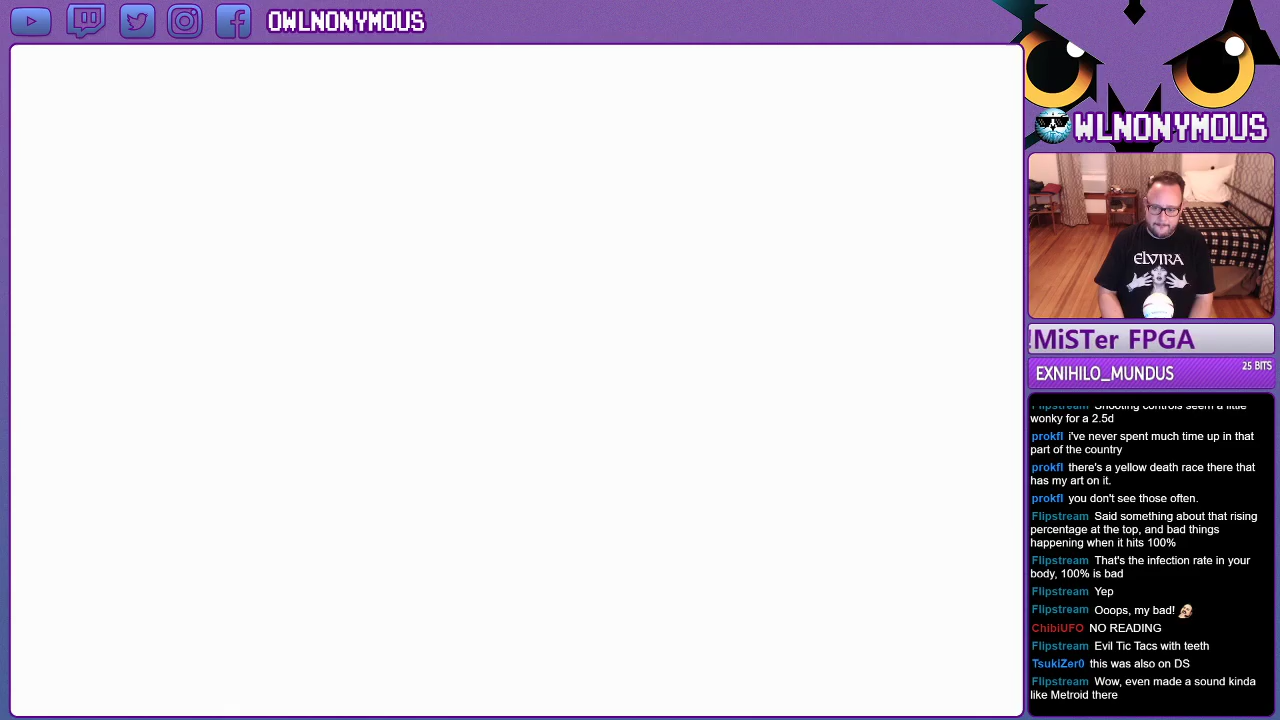 OWLNONYMOUS
WLNONYMOUS
ELVIRA
!MiSTer FPGA
EXNIHILO_MUNDUS 25 BITS
Flipstream Shooting controls seem a little
wonky for a 2.5d
prokfl i've never spent much time up in that
part of the country
prokfl there's a yellow death race there that
has my art on it.
prokfl you don't see those often.
Flipstream Said something about that rising
percentage at the top, and bad things
happening when it hits 100%
Flipstream That's the infection rate in your
body, 100% is bad
Flipstream Yep
Flipstream Ooops, my bad!
ChibiUFO NO READING
Flipstream Evil Tic Tacs with teeth
TsukiZer0 this was also on DS
Flipstream Wow, even made a sound kinda
like Metroid there